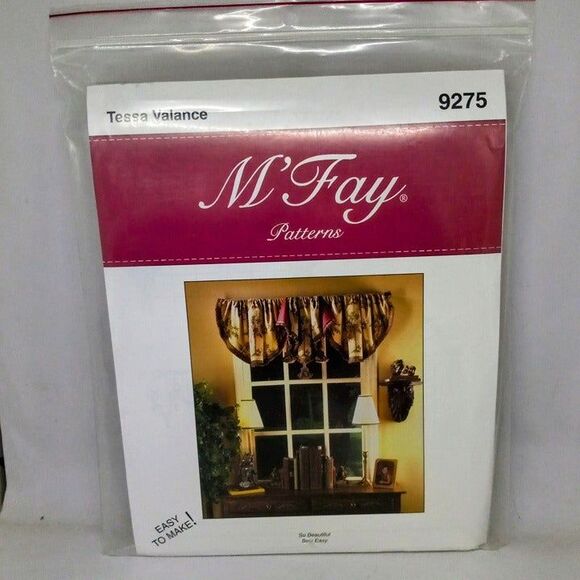 Tessa Valance
9275
M'Fay®
Patterns
EASY
TO MAKE!
So Beautiful
Sew Easy